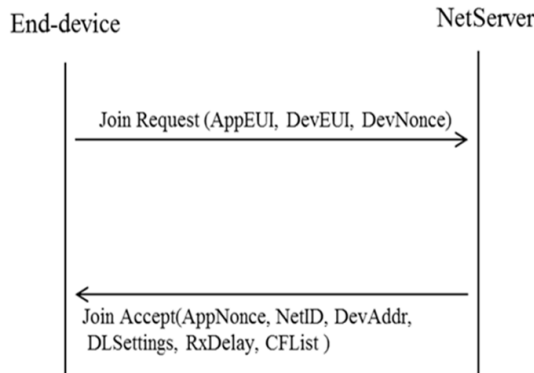 End-device
NetServer
Join Request (AppEUI, DevEUI, DevNonce)
Join Accept(AppNonce, NetID, DevAddr,
DLSettings, RxDelay, CFList )